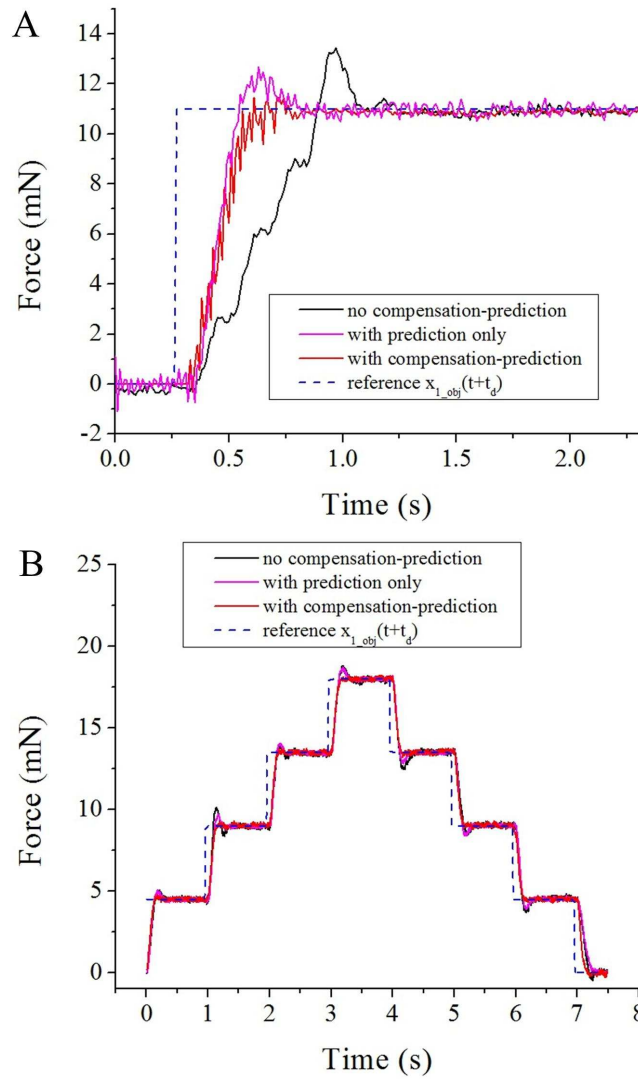 A
14
12
10
8
6
4
2
0
-2
Force (mN)
no compensation-prediction
with prediction only
with compensation-prediction
reference x1_obj(t+td)
0.0 0.5 1.0 1.5 2.0
Time (s)
B
25
20
15
10
5
0
Force (mN)
no compensation-prediction
with prediction only
with compensation-prediction
reference x1_obj(t+td)
0 1 2 3 4 5 6 7 8
Time (s)